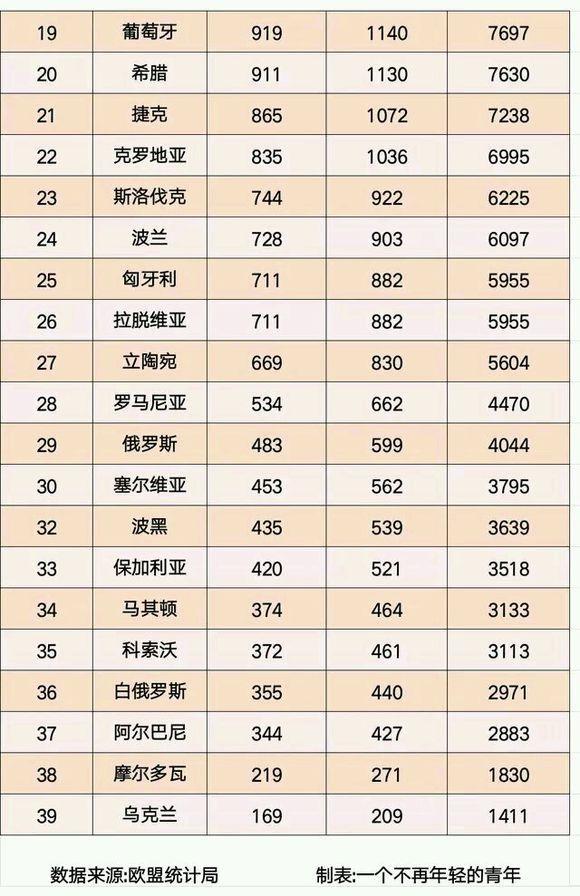 19 葡萄牙 919 1140 7697
20 希腊 911 1130 7630
21 捷克 865 1072 7238
22 克罗地亚 835 1036 6995
23 斯洛伐克 744 922 6225
24 波兰 728 903 6097
25 匈牙利 711 882 5955
26 拉脱维亚 711 882 5955
27 立陶宛 669 830 5604
28 罗马尼亚 534 662 4470
29 俄罗斯 483 599 4044
30 塞尔维亚 453 562 3795
32 波黑 435 539 3639
33 保加利亚 420 521 3518
34 马其顿 374 464 3133
35 科索沃 372 461 3113
36 白俄罗斯 355 440 2971
37 阿尔巴尼 344 427 2883
38 摩尔多瓦 219 271 1830
39 乌克兰 169 209 1411
数据来源:欧盟统计局 制表:一个不再年轻的青年